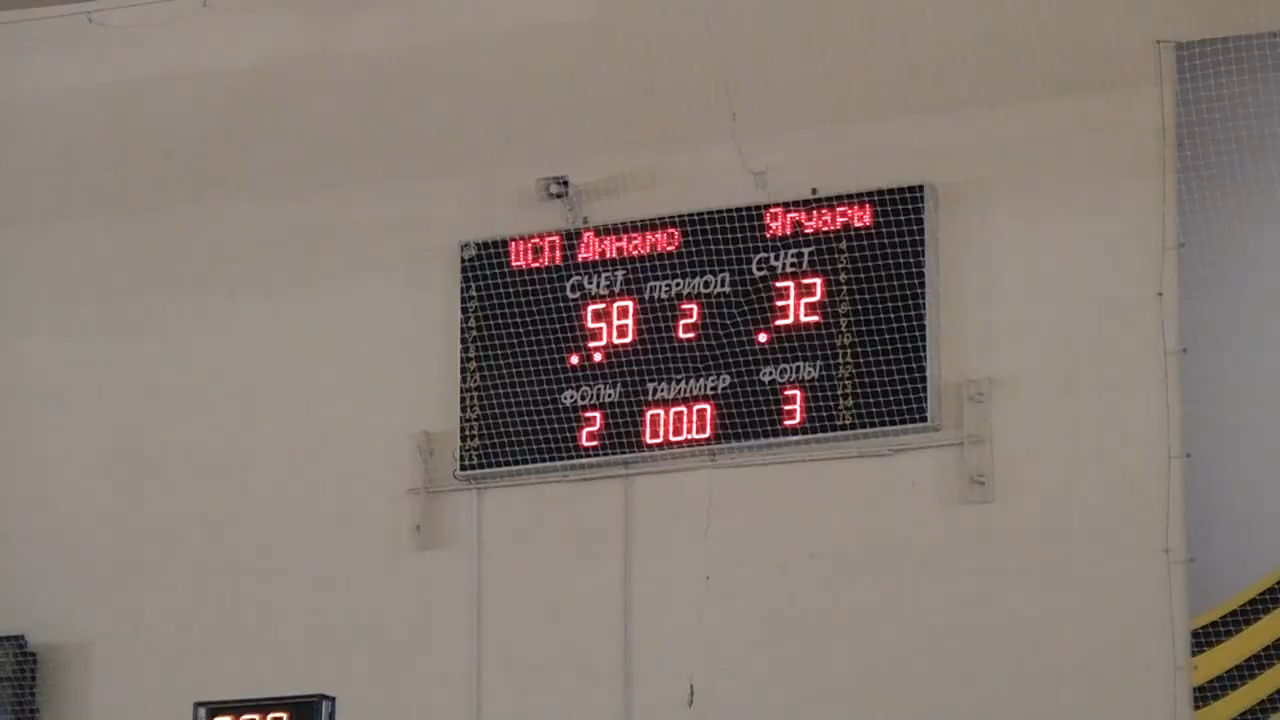 ЦСП Динамо Ягуары
СЧЕТ ПЕРИОД СЧЕТ
58 2 32
ФОЛЫ ТАЙМЕР ФОЛЫ
2 00.0 3